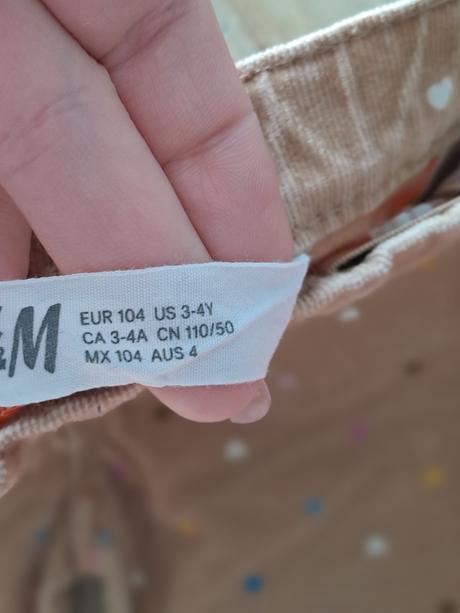 &M
EUR 104 US 3-4Y
CA 3-4A CN 110/50
MX 104 AUS 4